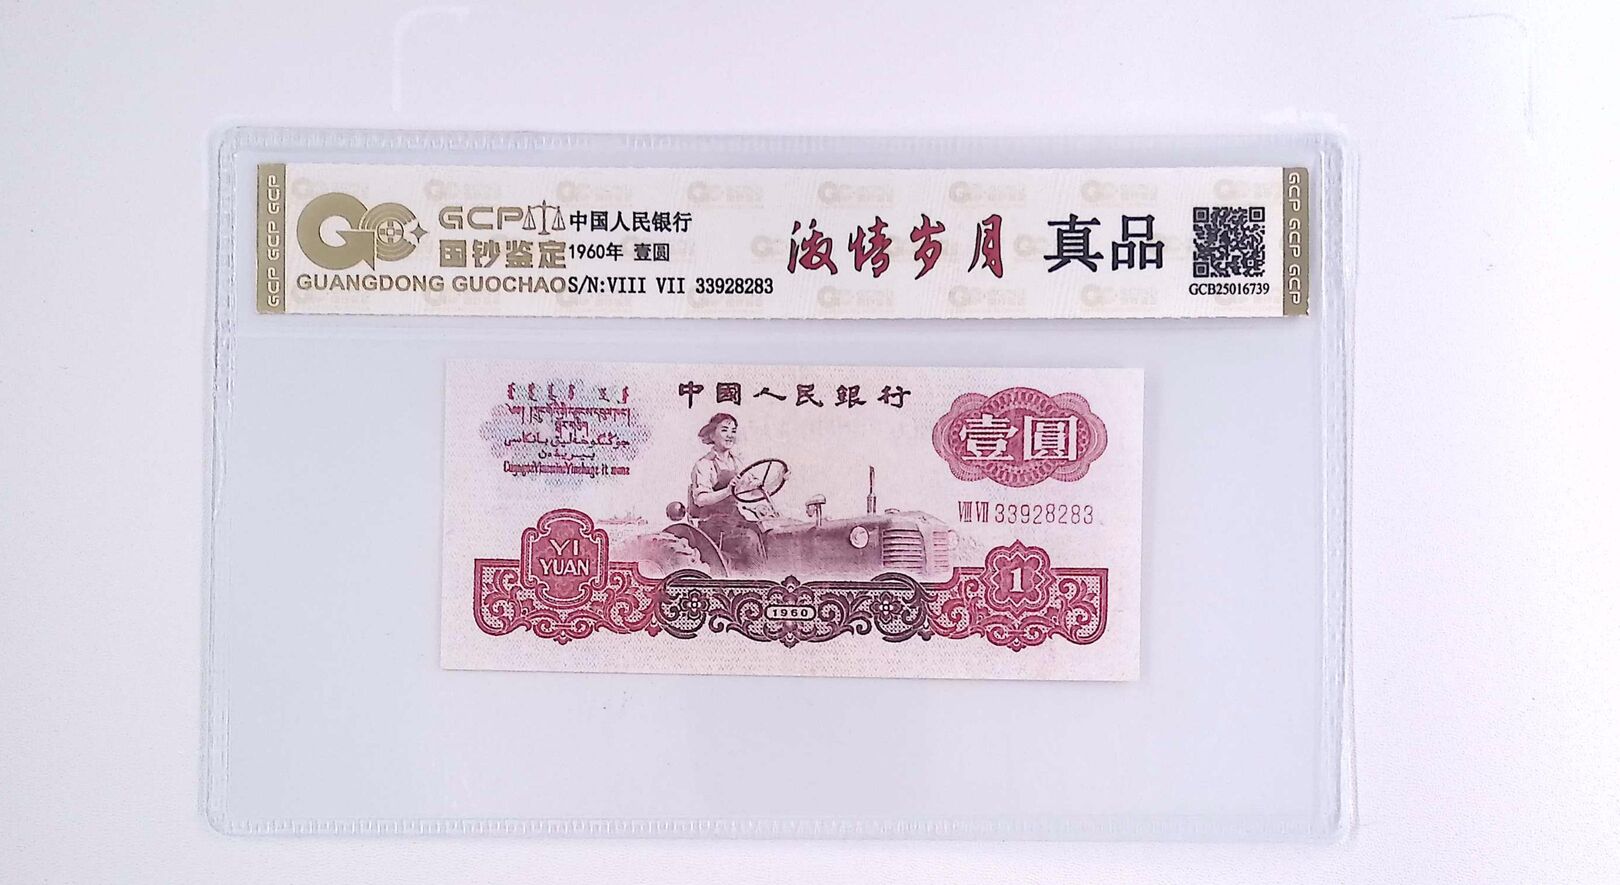 GCP GCP GCP
GCP
国钞鉴定
GUANGDONG GUOCHAO
中国人民银行
1960年 壹圆
S/N:VIII VII 33928283
激情岁月
真品
GCB25016739
GCP GCP GCP
中國人民銀行
壹圓
VIII VII 33928283
YI
YUAN
1
1960